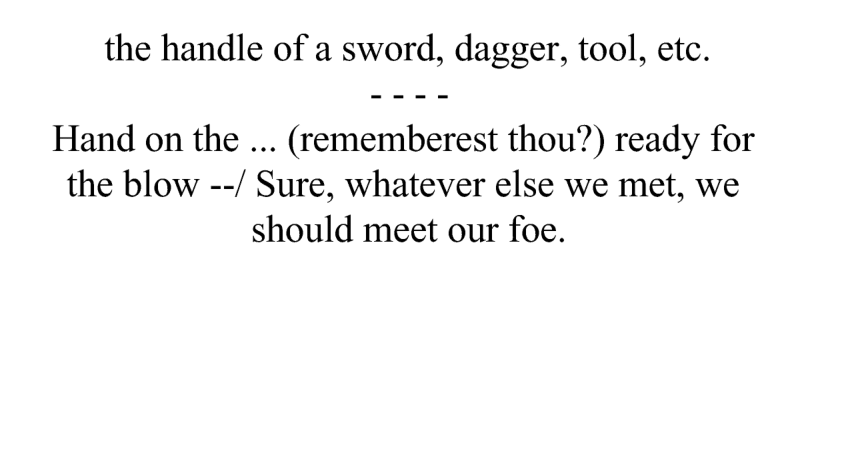 the handle of a sword, dagger, tool, etc.
- - - -
Hand on the ... (rememberest thou?) ready for
the blow --/ Sure, whatever else we met, we
should meet our foe.